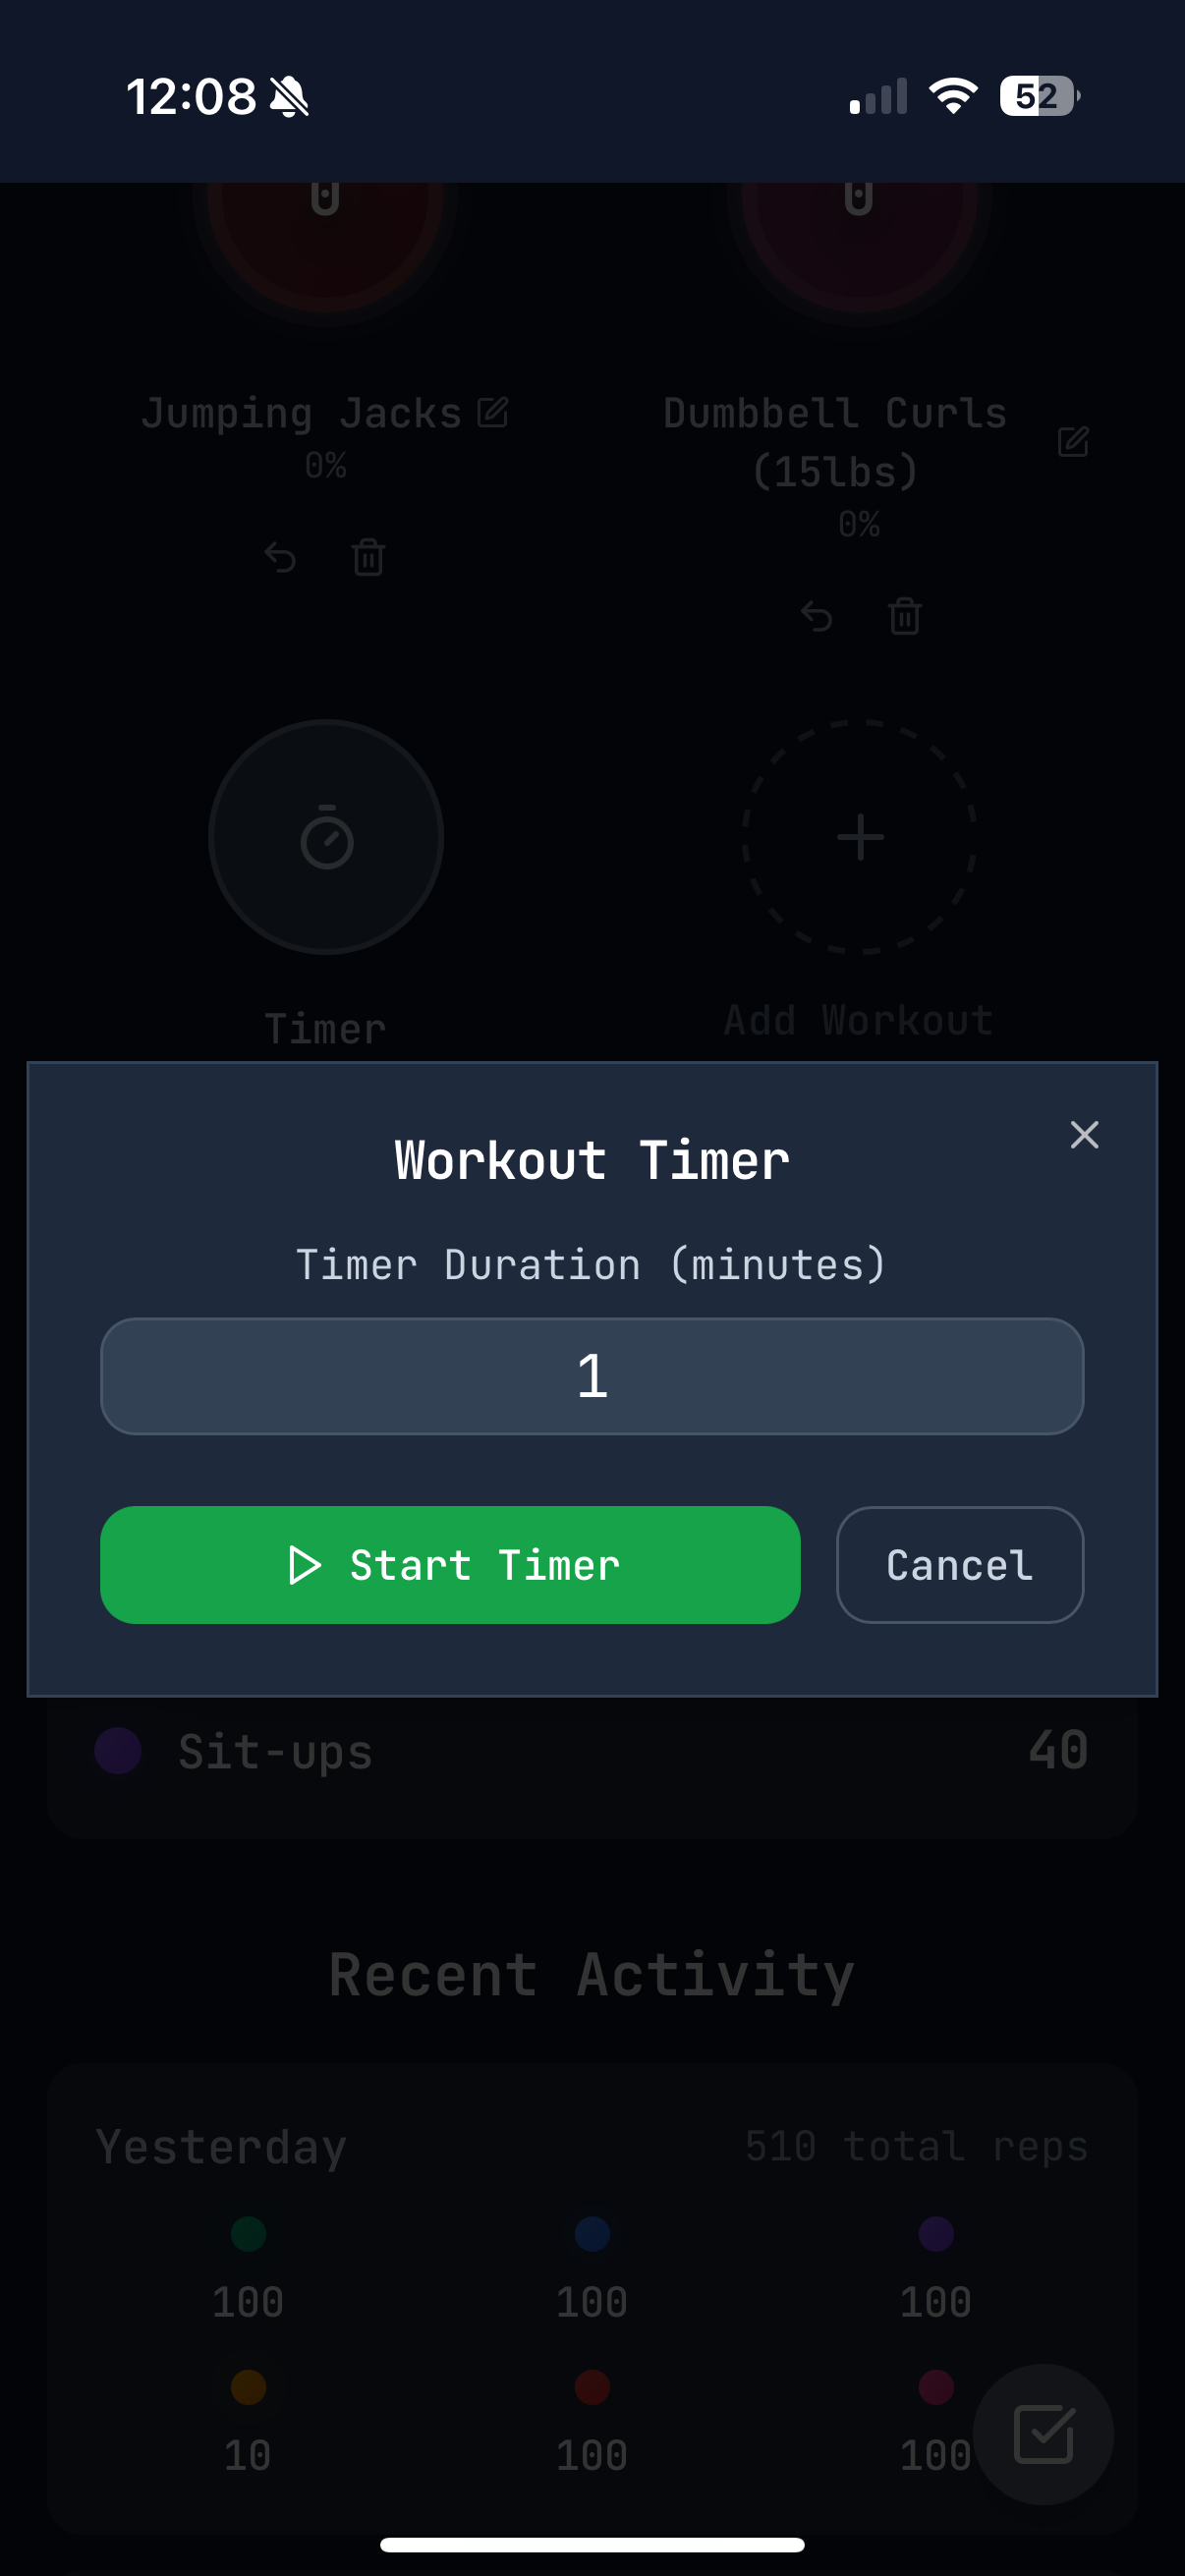 12:08
52
0
0
Jumping Jacks
0%
Dumbbell Curls
(15lbs)
0%
Timer
Add Workout
Workout Timer
Timer Duration (minutes)
1
Start Timer
Cancel
Sit-ups
40
Recent Activity
Yesterday
510 total reps
100
100
100
10
100
100